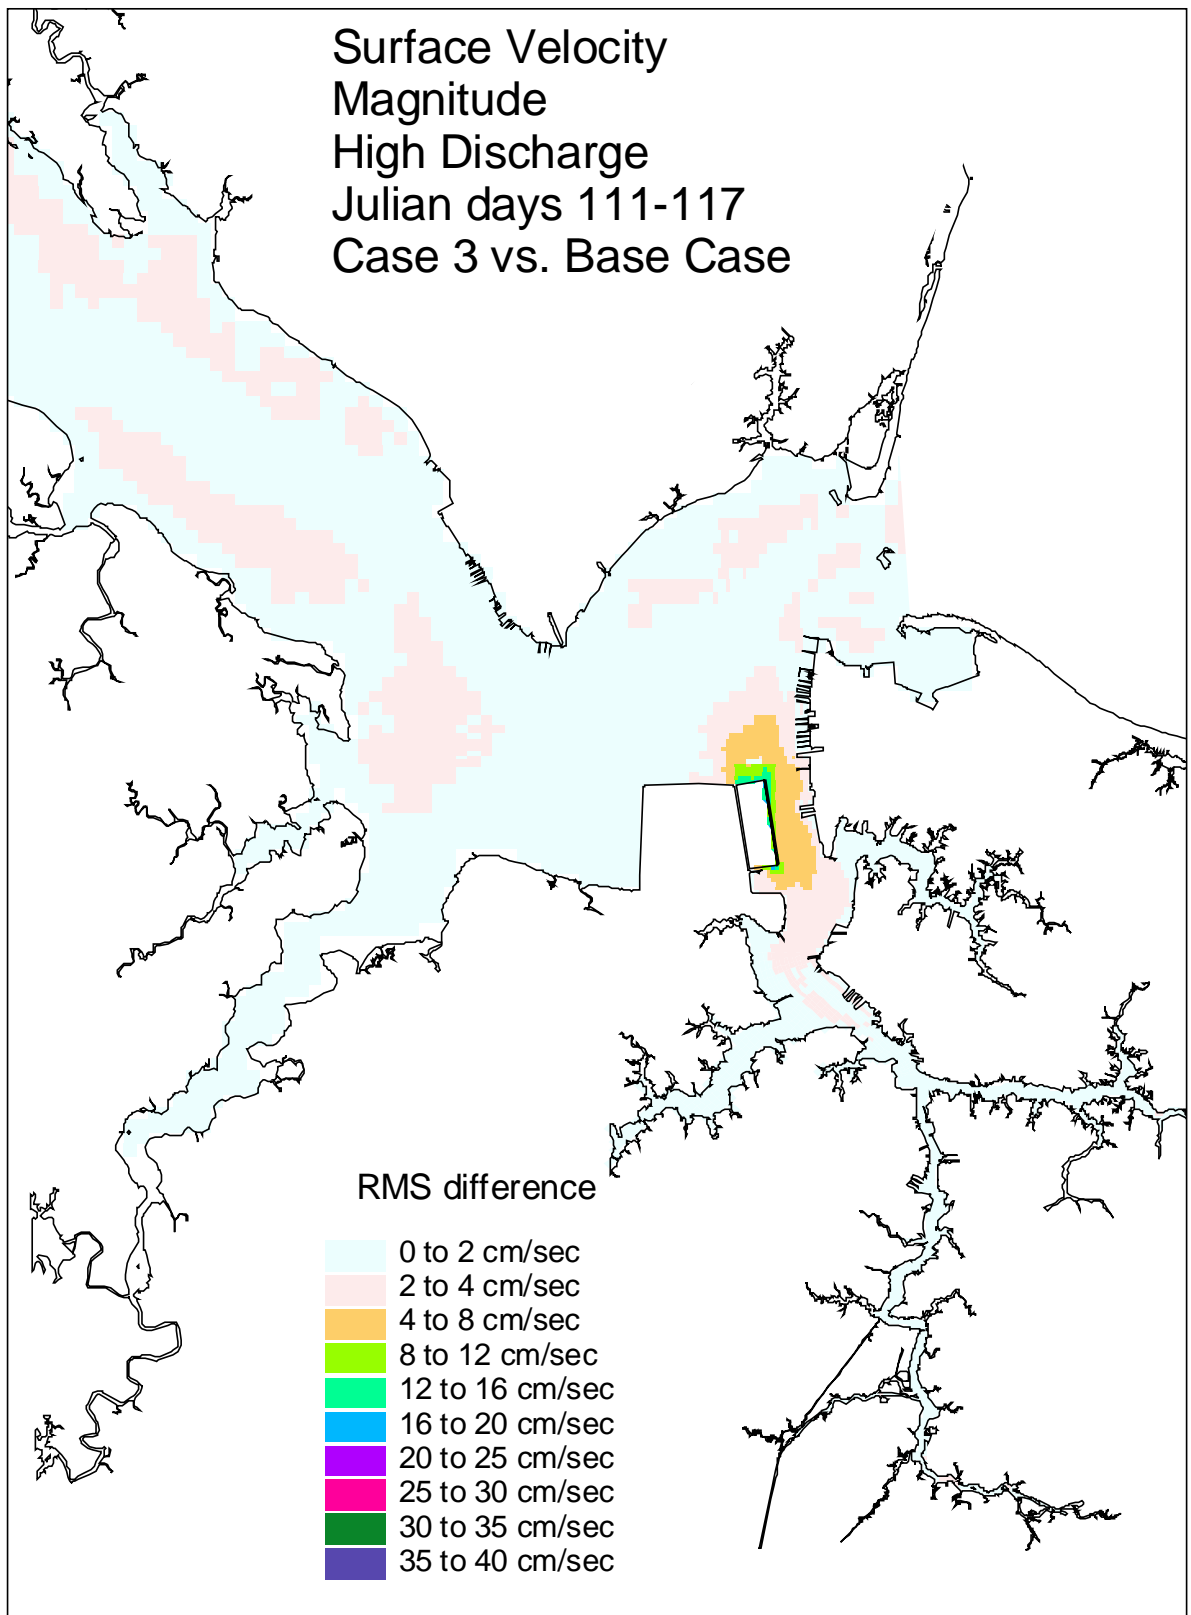 Surface Velocity
Magnitude
High Discharge
Julian days 111-117
Case 3 vs. Base Case
RMS difference
0 to 2 cm/sec
2 to 4 cm/sec
4 to 8 cm/sec
8 to 12 cm/sec
12 to 16 cm/sec
16 to 20 cm/sec
20 to 25 cm/sec
25 to 30 cm/sec
30 to 35 cm/sec
35 to 40 cm/sec